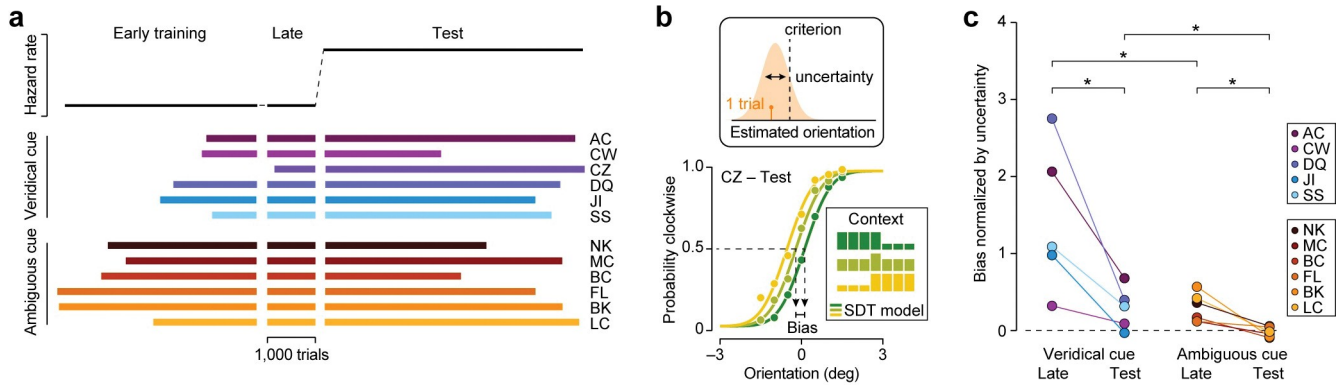 a
Early training
Late
Test
Hazard rate
Veridical cue
AC
CW
CZ
DQ
JI
SS
Ambiguous cue
NK
MC
BC
FL
BK
LC
1,000 trials
b
criterion
uncertainty
1 trial
Estimated orientation
CZ – Test
Probability clockwise
1.0
0.5
0
Context
SDT model
Bias
–3 0 3
Orientation (deg)
c
Bias normalized by uncertainty
4
3
2
1
0
*
*
*
*
Veridical cue Ambiguous cue
Late Test Late Test
AC
CW
DQ
JI
SS
NK
MC
BC
FL
BK
LC